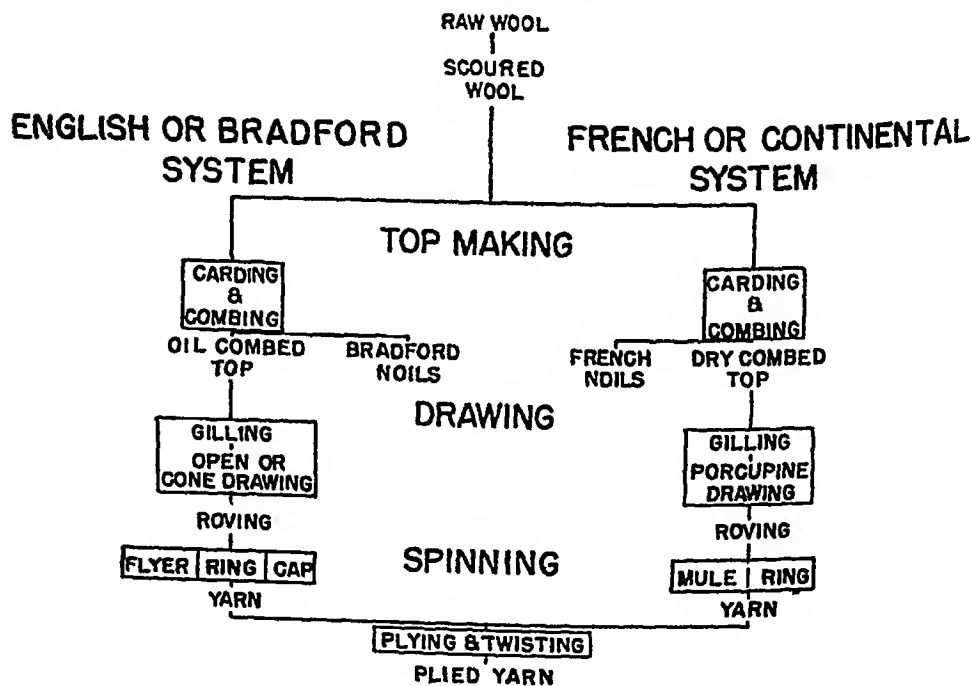 RAW WOOL
SCOURED
WOOL
ENGLISH OR BRADFORD
SYSTEM
FRENCH OR CONTINENTAL
SYSTEM
TOP MAKING
CARDING
&
COMBING
OIL COMBED
TOP
BRADFORD
NOILS
CARDING
&
COMBING
FRENCH
NOILS
DRY COMBED
TOP
DRAWING
GILLING
OPEN OR
CONE DRAWING
GILLING
PORCUPINE
DRAWING
ROVING
ROVING
SPINNING
FLYER RING CAP
MULE RING
YARN
YARN
PLYING & TWISTING
PLIED YARN